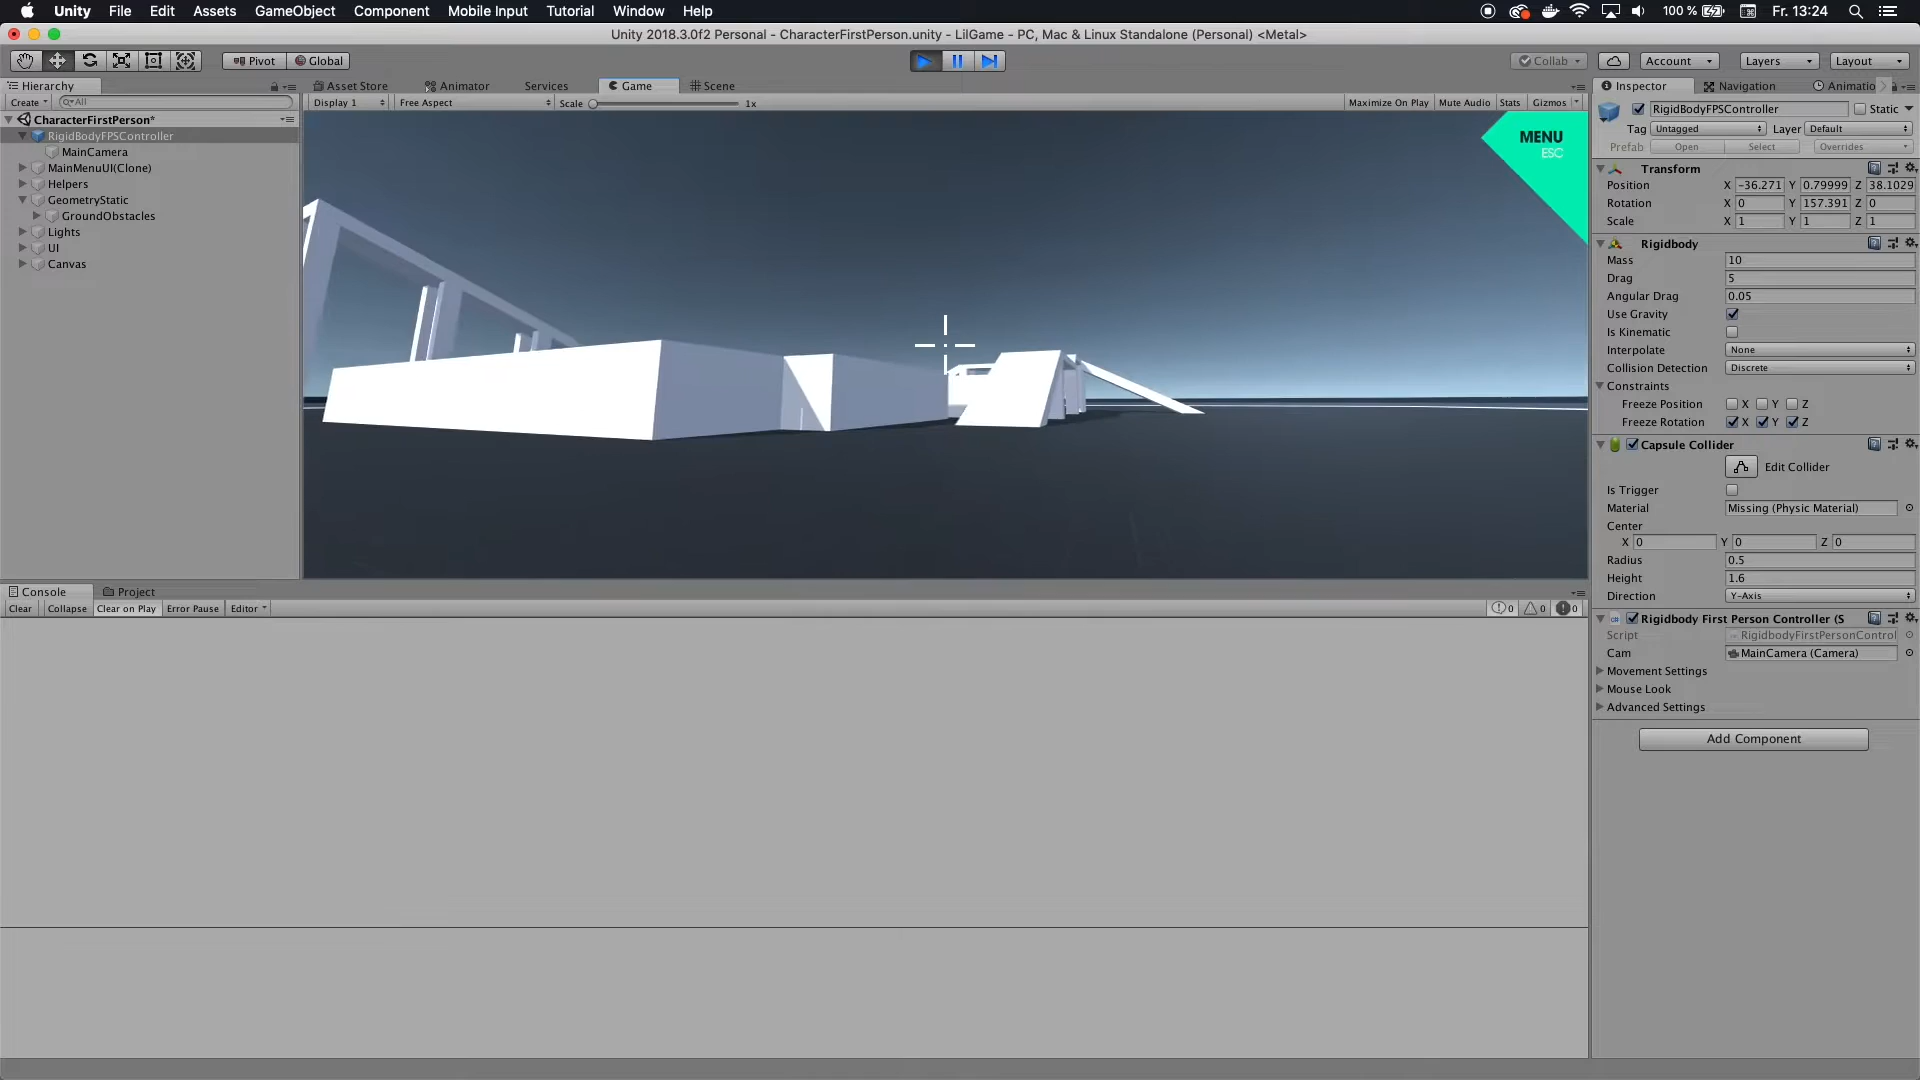 Unity File Edit Assets GameObject Component Mobile Input Tutorial Window Help 100 % Fr. 13:24
Unity 2018.3.0f2 Personal - CharacterFirstPerson.unity - LilGame - PC, Mac & Linux Standalone (Personal) <Metal>
Pivot Global Collab Account Layers Layout
Hierarchy Asset Store Animator Services Game Scene Inspector Navigation Animatio
Create All Display 1 Free Aspect Scale 1x Maximize On Play Mute Audio Stats Gizmos
CharacterFirstPerson*
RigidBodyFPSController
MainCamera
MainMenuUI(Clone)
Helpers
GeometryStatic
GroundObstacles
Lights
UI
Canvas
MENU
ESC
RigidBodyFPSController Static
Tag Untagged Layer Default
Prefab Open Select Overrides
Transform
Position X -36.271 Y 0.79999 Z 38.1029
Rotation X 0 Y 157.391 Z 0
Scale X 1 Y 1 Z 1
Rigidbody
Mass 10
Drag 5
Angular Drag 0.05
Use Gravity
Is Kinematic
Interpolate None
Collision Detection Discrete
Constraints
Freeze Position X Y Z
Freeze Rotation X Y Z
Capsule Collider
Edit Collider
Is Trigger
Material Missing (Physic Material)
Center
X 0 Y 0 Z 0
Radius 0.5
Height 1.6
Direction Y-Axis
Rigidbody First Person Controller (S
Script RigidbodyFirstPersonControl
Cam MainCamera (Camera)
Movement Settings
Mouse Look
Advanced Settings
Add Component
Console Project
Clear Collapse Clear on Play Error Pause Editor 0 0 0